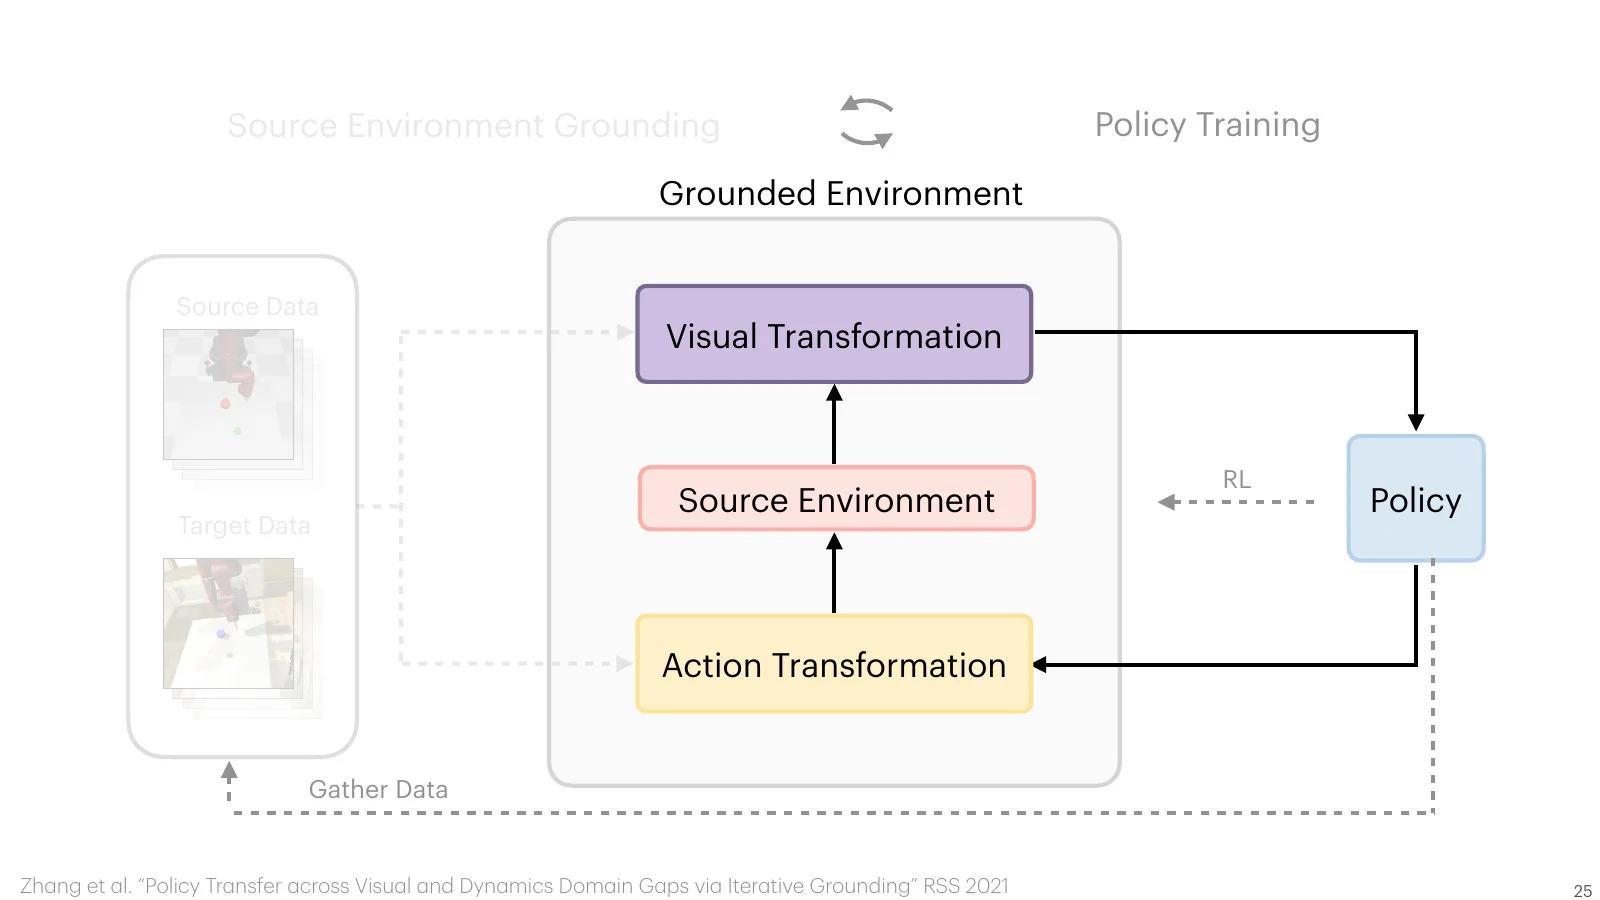 Source Environment Grounding
Policy Training
Grounded Environment
Source Data
Target Data
Visual Transformation
Source Environment
Action Transformation
RL
Policy
Gather Data
Zhang et al. “Policy Transfer across Visual and Dynamics Domain Gaps via Iterative Grounding” RSS 2021
25